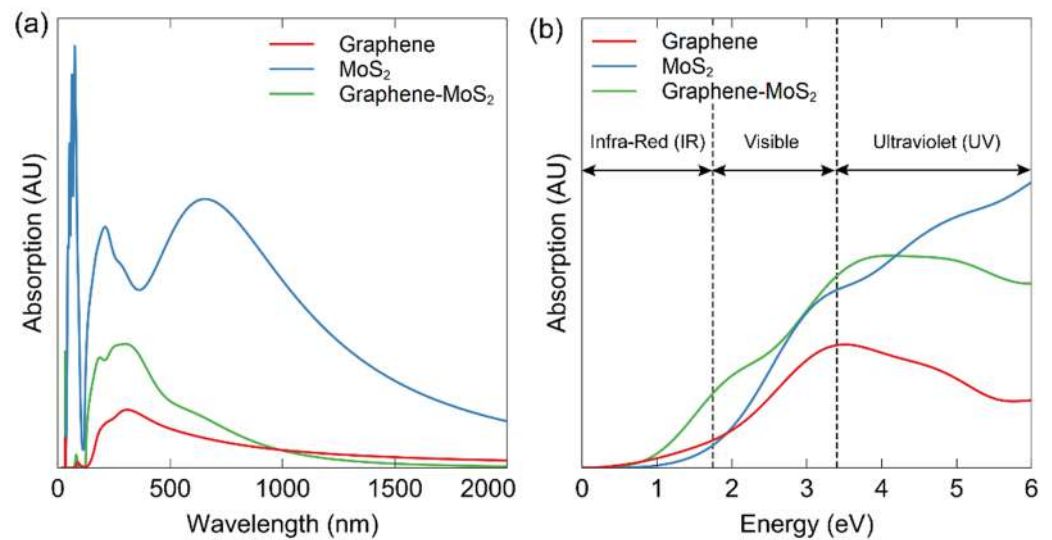 (a)
Graphene
MoS₂
Graphene-MoS₂
Absorption (AU)
0 500 1000 1500 2000
Wavelength (nm)
(b)
Graphene
MoS₂
Graphene-MoS₂
Infra-Red (IR) Visible Ultraviolet (UV)
Absorption (AU)
0 1 2 3 4 5 6
Energy (eV)